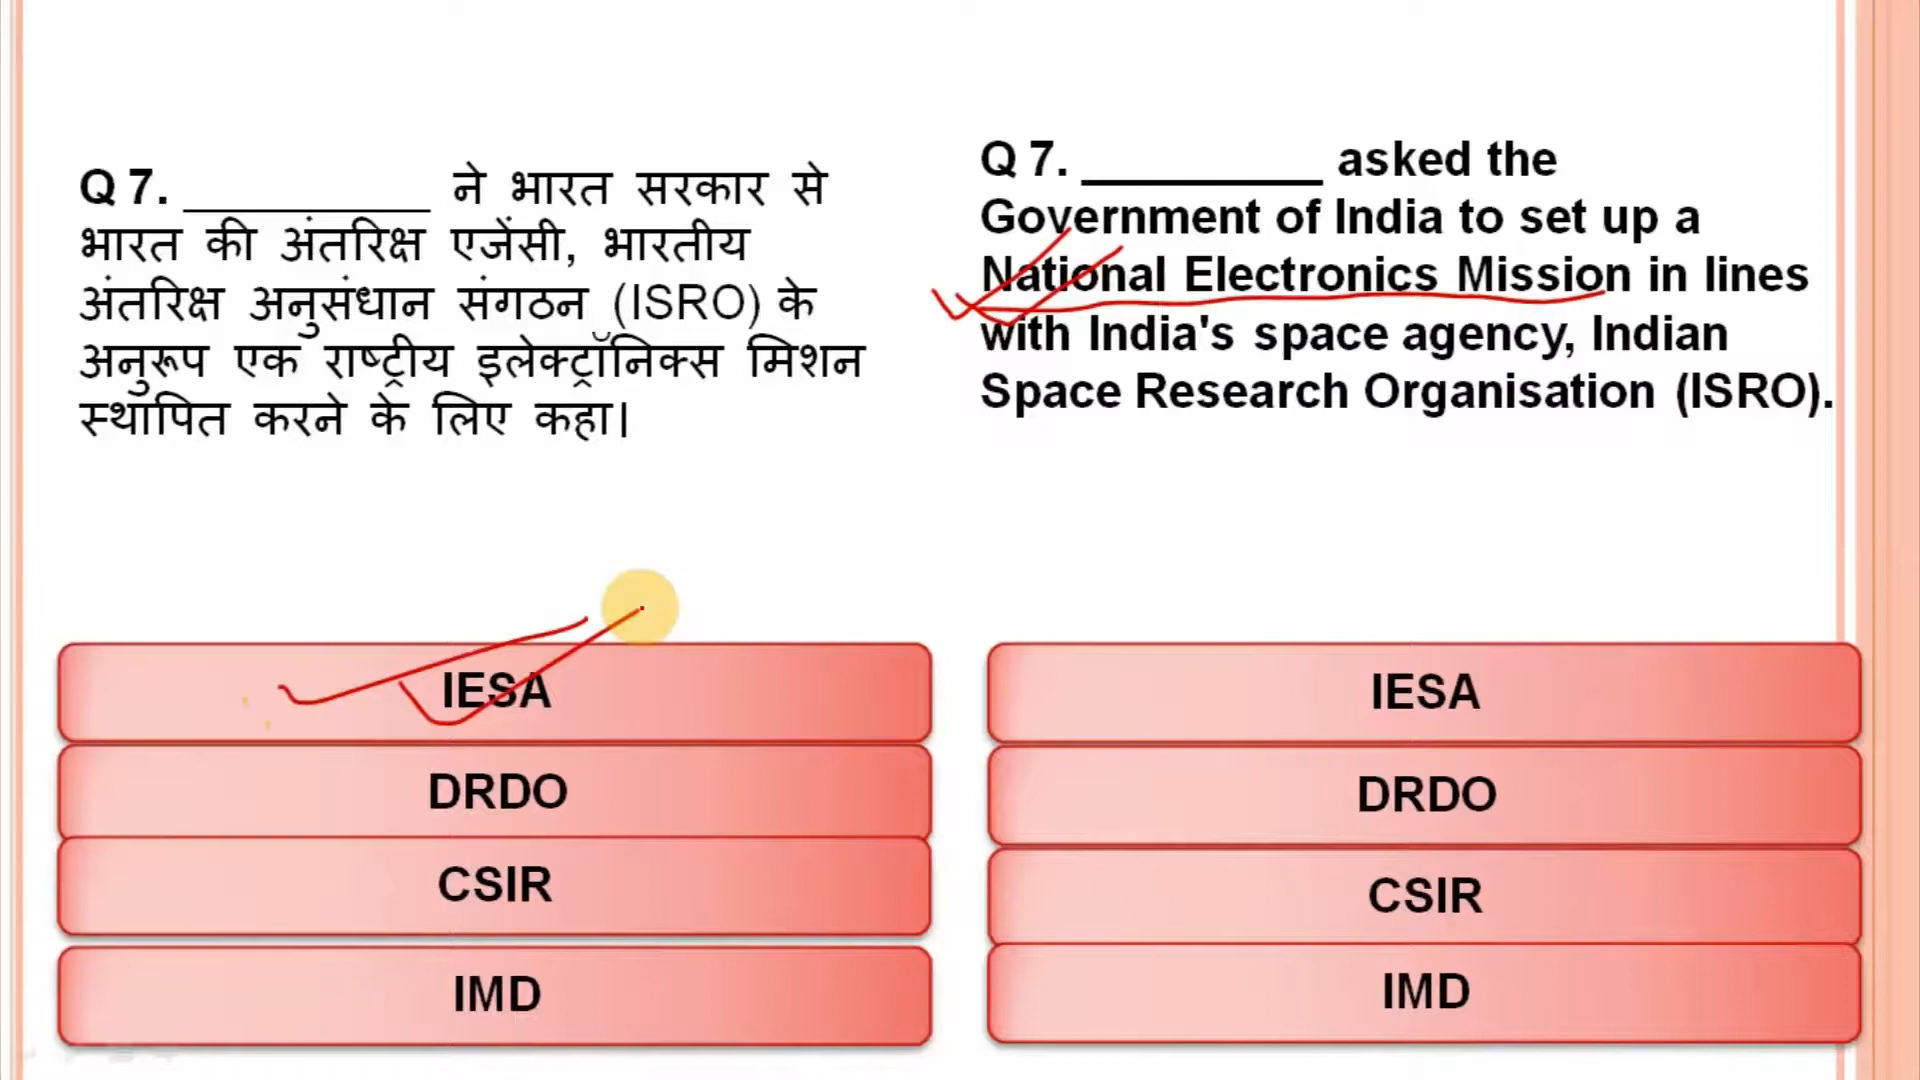 Q 7. __________ ने भारत सरकार से
भारत की अंतरिक्ष एजेंसी, भारतीय
अंतरिक्ष अनुसंधान संगठन (ISRO) के
अनुरूप एक राष्ट्रीय इलेक्ट्रॉनिक्स मिशन
स्थापित करने के लिए कहा।
Q 7. _________ asked the
Government of India to set up a
National Electronics Mission in lines
with India's space agency, Indian
Space Research Organisation (ISRO).
IESA
DRDO
CSIR
IMD
IESA
DRDO
CSIR
IMD